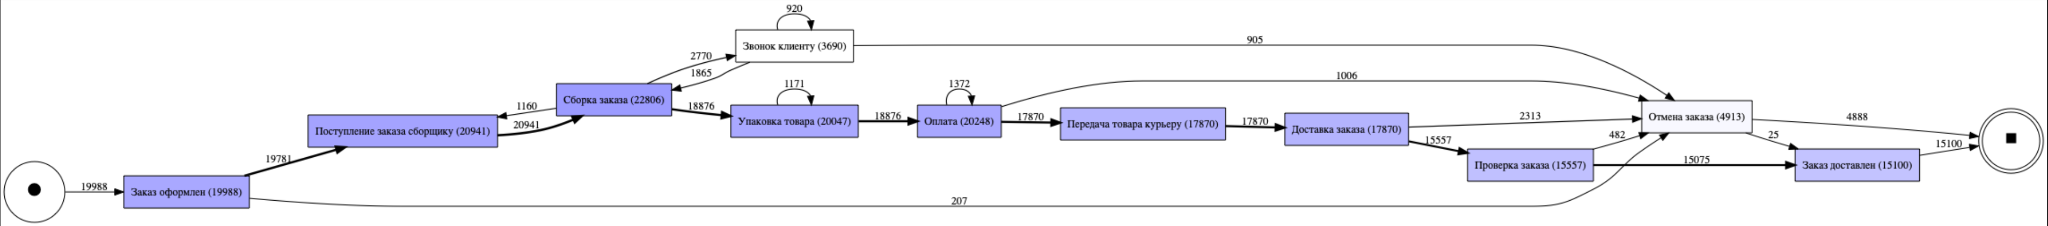 920
Звонок клиенту (3690)
905
2770
1865
1006
1171
1372
Сборка заказа (22806)
1160
18876
Упаковка товара (20047)
18876
Оплата (20248)
17870
Передача товара курьеру (17870)
17870
Доставка заказа (17870)
2313
Отмена заказа (4913)
4888
Поступление заказа сборщику (20941)
20941
15557
482
25
15100
19781
Проверка заказа (15557)
15075
Заказ доставлен (15100)
19988
Заказ оформлен (19988)
207